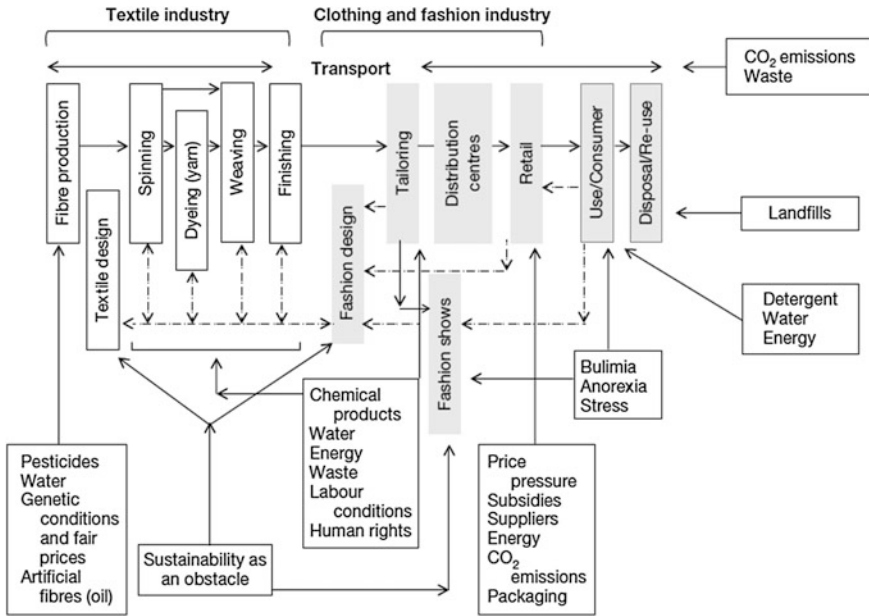 Textile industry
Clothing and fashion industry
Transport
CO₂ emissions
Waste
Fibre production
Textile design
Spinning
Dyeing (yarn)
Weaving
Finishing
Fashion design
Tailoring
Fashion shows
Distribution
centres
Retail
Use/Consumer
Disposal/Re-use
Landfills
Detergent
Water
Energy
Bulimia
Anorexia
Stress
Chemical
products
Water
Energy
Waste
Labour
conditions
Human rights
Price
pressure
Subsidies
Suppliers
Energy
CO₂
emissions
Packaging
Pesticides
Water
Genetic
conditions
and fair
prices
Artificial
fibres (oil)
Sustainability as
an obstacle